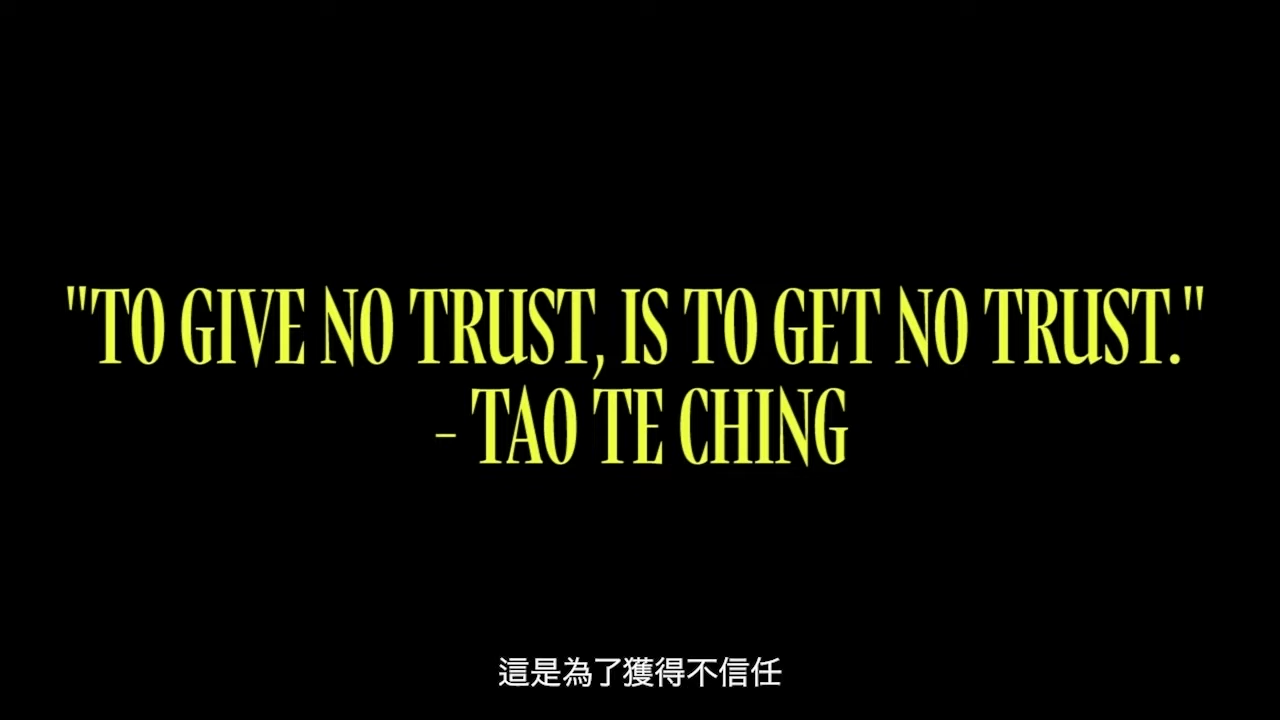 "TO GIVE NO TRUST, IS TO GET NO TRUST."
- TAO TE CHING
這是為了獲得不信任